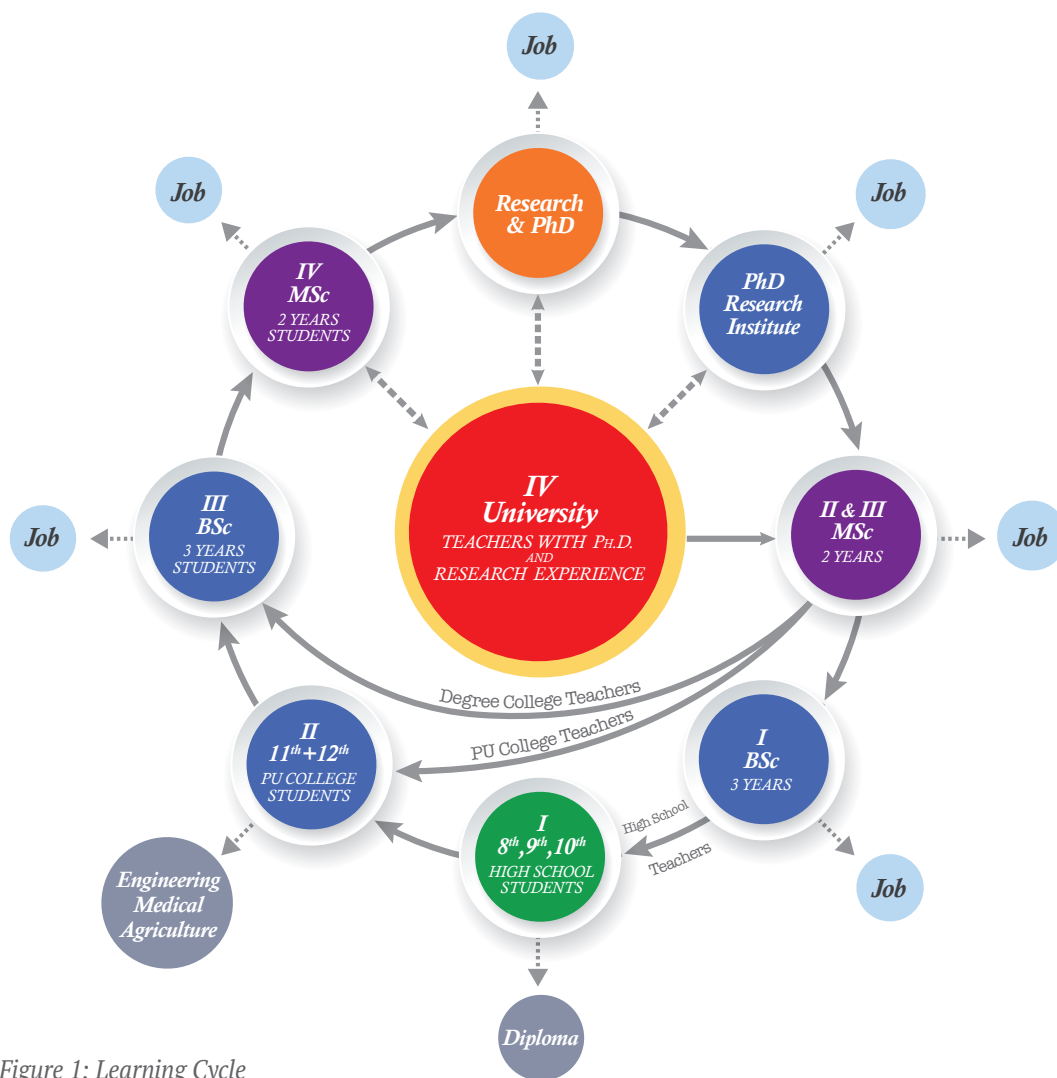 Job
Job
Job
Research
& PhD
IV
MSc
2 YEARS
STUDENTS
PhD
Research
Institute
IV
University
TEACHERS WITH PH.D.
AND
RESEARCH EXPERIENCE
III
BSc
3 YEARS
STUDENTS
II & III
MSc
2 YEARS
Job
Job
Degree College Teachers
PU College Teachers
II
11th+12th
PU COLLEGE
STUDENTS
I
BSc
3 YEARS
High School
Teachers
I
8th,9th,10th
HIGH SCHOOL
STUDENTS
Engineering
Medical
Agriculture
Job
Diploma
Figure 1: Learning Cycle